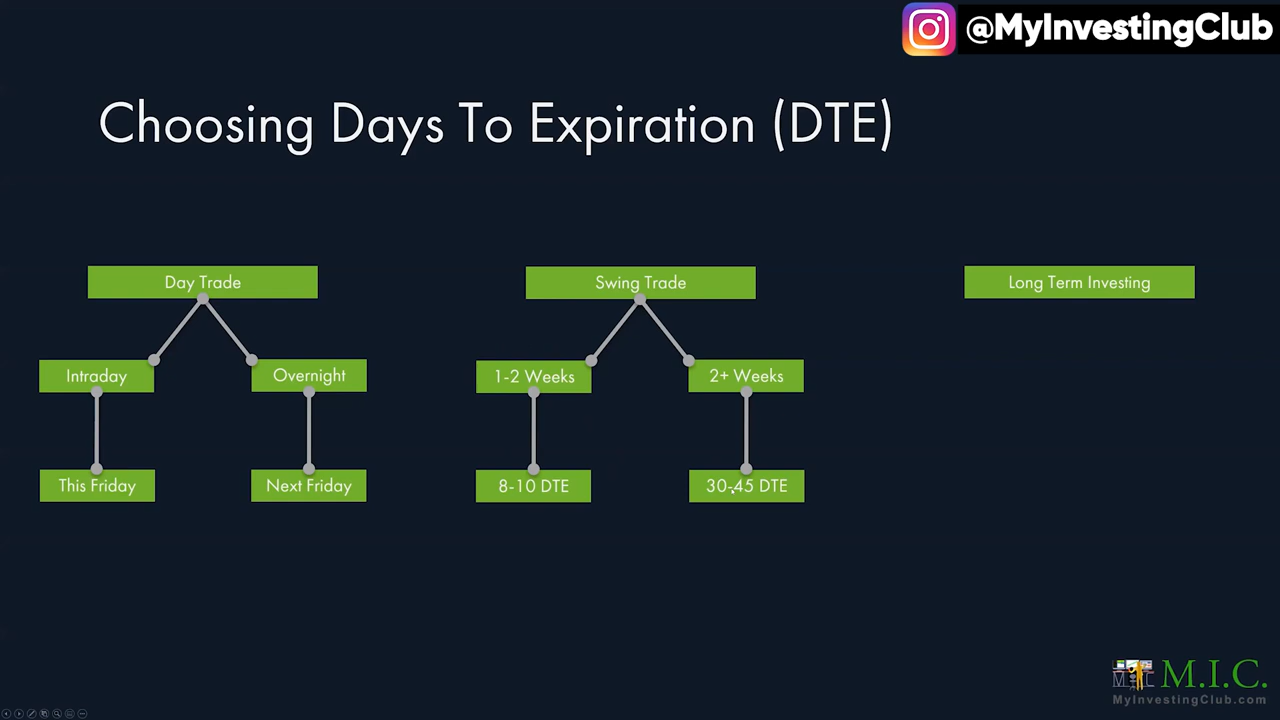 @MyInvestingClub
Choosing Days To Expiration (DTE)
Day Trade
Swing Trade
Long Term Investing
Intraday
Overnight
1-2 Weeks
2+ Weeks
This Friday
Next Friday
8-10 DTE
30-45 DTE
M.I.C.
MyInvestingClub.com